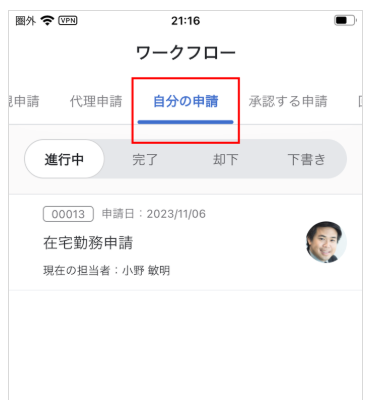 圏外 VPN 21:16
ワークフロー
申請 代理申請 自分の申請 承認する申請
進行中 完了 却下 下書き
00013 申請日：2023/11/06
在宅勤務申請
現在の担当者：小野 敏明